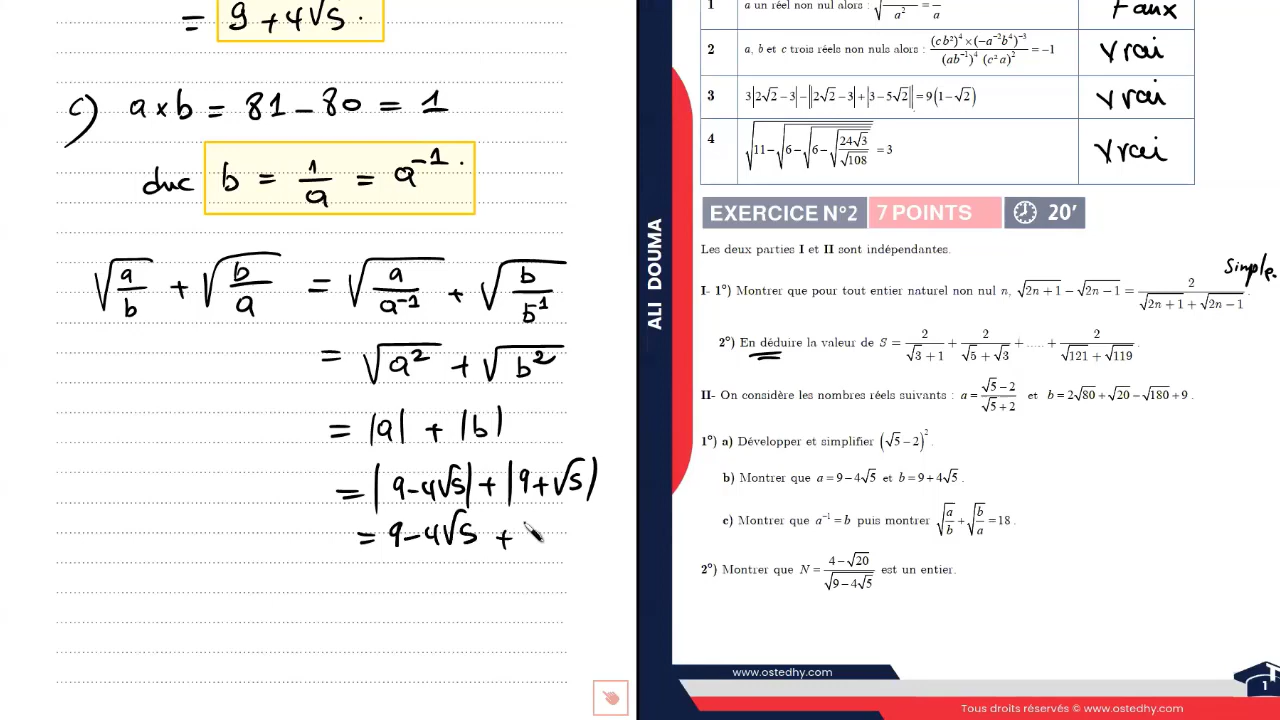 = 9 + 4√5.
c) a × b = 81 - 80 = 1
duc b = 1/a = a⁻¹.
√(a/b) + √(b/a) = √(a/a⁻¹) + √(b/b⁻¹)
= √a² + √b²
= |a| + |b|
= |9 - 4√5| + |9 + √5|
= 9 - 4√5 +
ALI DOUMA
1 a un réel non nul alors : Faux
2 a, b et c trois réels non nuls alors : (cb²)⁴×(-a⁻²b⁴)⁻³/(ab⁻¹)⁴ (c²a)² = -1 Vrai
3 3|2√2 - 3| - |2√2 - 3| + |3 - 5√2| = 9(1 - √2) Vrai
4 √(11 - √(6 - √(6 - √(24√3/√108)))) = 3 Vrai
EXERCICE N°2 7 POINTS 20'
Les deux parties I et II sont indépendantes.
Simple.
I- 1°) Montrer que pour tout entier naturel non nul n, √(2n+1) - √(2n-1) = 2/(√(2n+1) + √(2n-1)).
2°) En déduire la valeur de S = 2/(√3+1) + 2/(√5+√3) + ..... + 2/(√121+√119).
II- On considère les nombres réels suivants : a = (√5-2)/(√5+2) et b = 2√80 + √20 - √180 + 9.
1°) a) Développer et simplifier (√5-2)².
b) Montrer que a = 9 - 4√5 et b = 9 + 4√5.
c) Montrer que a⁻¹ = b puis montrer √(a/b) + √(b/a) = 18.
2°) Montrer que N = (4-√20)/√(9-4√5) est un entier.
www.ostedhy.com
1
Tous droits réservés © www.ostedhy.com